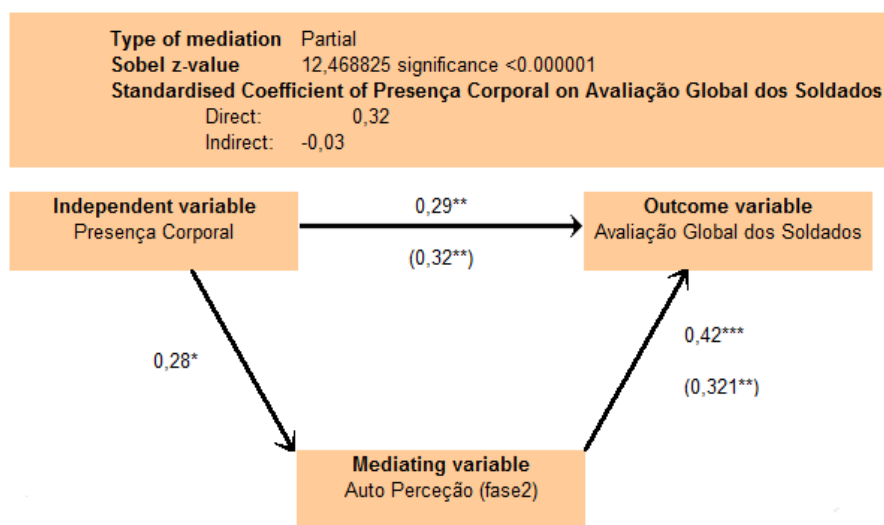 Type of mediation Partial
Sobel z-value 12,468825 significance <0.000001
Standardised Coefficient of Presença Corporal on Avaliação Global dos Soldados
Direct: 0,32
Indirect: -0,03
Independent variable
Presença Corporal
0,29**
(0,32**)
Outcome variable
Avaliação Global dos Soldados
0,28*
0,42***
(0,321**)
Mediating variable
Auto Perceção (fase2)